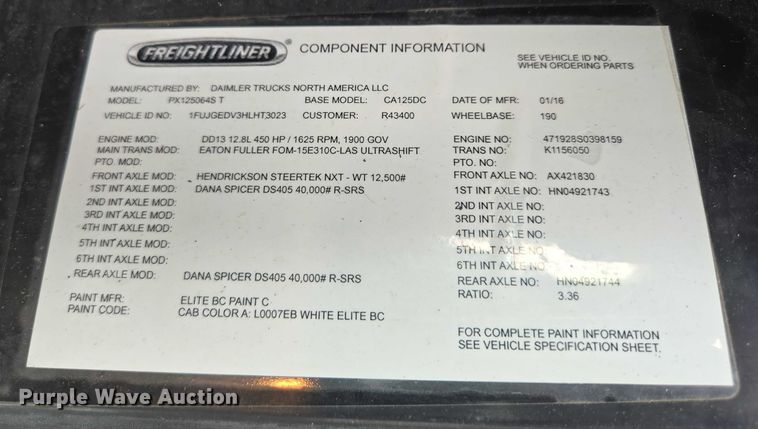 FREIGHTLINER COMPONENT INFORMATION
SEE VEHICLE ID NO.
WHEN ORDERING PARTS
MANUFACTURED BY: DAIMLER TRUCKS NORTH AMERICA LLC
MODEL: PX125064S T BASE MODEL: CA125DC DATE OF MFR: 01/16
VEHICLE ID NO: 1FUJGEDV3HLHT3023 CUSTOMER: R43400 WHEELBASE: 190
ENGINE MOD: DD13 12.8L 450 HP / 1625 RPM, 1900 GOV ENGINE NO: 471928S0398159
MAIN TRANS MOD: EATON FULLER FOM-15E310C-LAS ULTRASHIFT TRANS NO: K1156050
PTO. MOD: PTO. NO:
FRONT AXLE MOD: HENDRICKSON STEERTEK NXT - WT 12,500# FRONT AXLE NO: AX421830
1ST INT AXLE MOD: DANA SPICER DS405 40,000# R-SRS 1ST INT AXLE NO: HN04921743
2ND INT AXLE MOD: 2ND INT AXLE NO:
3RD INT AXLE MOD: 3RD INT AXLE NO:
4TH INT AXLE MOD: 4TH INT AXLE NO:
5TH INT AXLE MOD: 5TH INT AXLE NO:
6TH INT AXLE MOD: 6TH INT AXLE NO:
REAR AXLE MOD: DANA SPICER DS405 40,000# R-SRS REAR AXLE NO: HN04921744
RATIO: 3.36
PAINT MFR: ELITE BC PAINT C
PAINT CODE: CAB COLOR A: L0007EB WHITE ELITE BC
FOR COMPLETE PAINT INFORMATION
SEE VEHICLE SPECIFICATION SHEET.
Purple Wave Auction